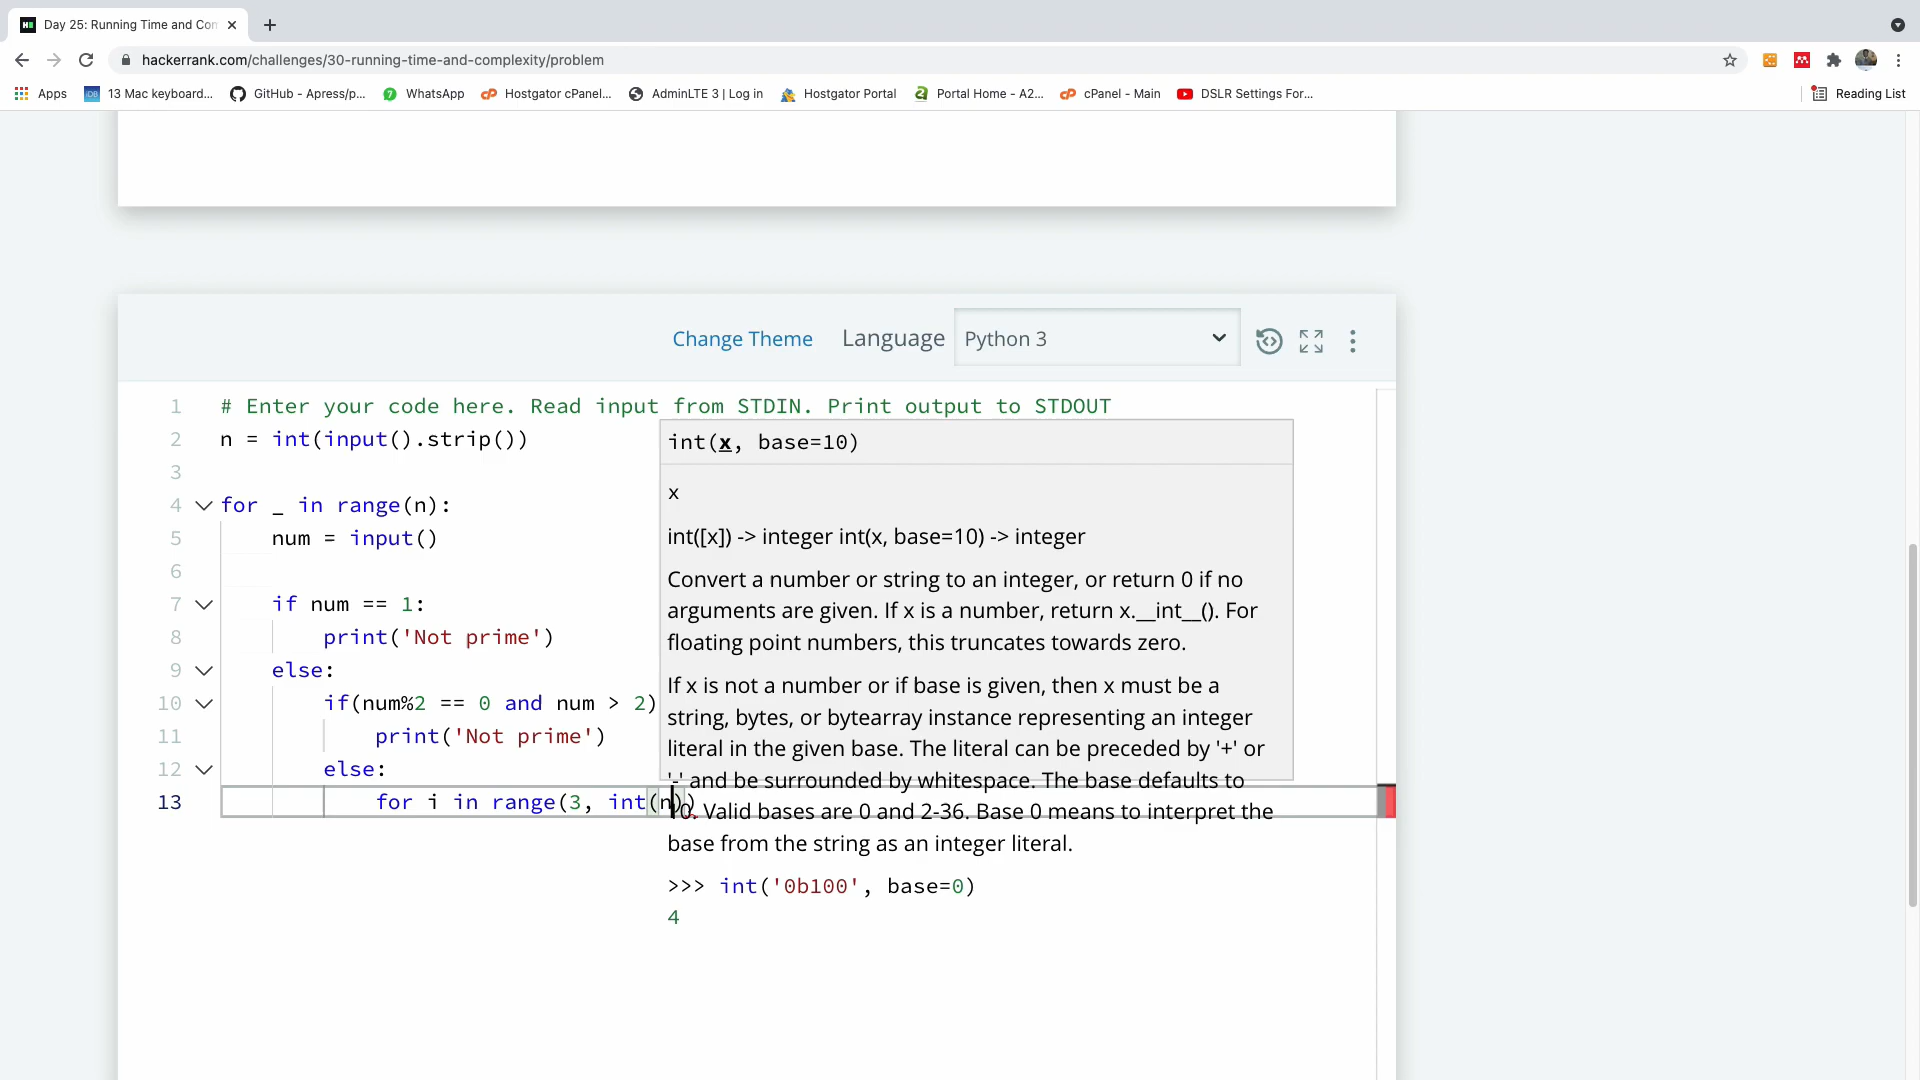 Day 25: Running Time and Com
hackerrank.com/challenges/30-running-time-and-complexity/problem
Apps
13 Mac keyboard...
GitHub - Apress/p...
WhatsApp
Hostgator cPanel...
AdminLTE 3 | Log in
Hostgator Portal
Portal Home - A2...
cPanel - Main
DSLR Settings For...
Reading List
Change Theme
Language
Python 3
1 # Enter your code here. Read input from STDIN. Print output to STDOUT
2 n = int(input().strip())
3
4 for _ in range(n):
5 num = input()
6
7 if num == 1:
8 print('Not prime')
9 else:
10 if(num%2 == 0 and num > 2)
11 print('Not prime')
12 else:
13 for i in range(3, int(n))
int(x, base=10)
x
int([x]) -> integer int(x, base=10) -> integer
Convert a number or string to an integer, or return 0 if no
arguments are given. If x is a number, return x.__int__(). For
floating point numbers, this truncates towards zero.
If x is not a number or if base is given, then x must be a
string, bytes, or bytearray instance representing an integer
literal in the given base. The literal can be preceded by '+' or
'-' and be surrounded by whitespace. The base defaults to
10. Valid bases are 0 and 2-36. Base 0 means to interpret the
base from the string as an integer literal.
>>> int('0b100', base=0)
4